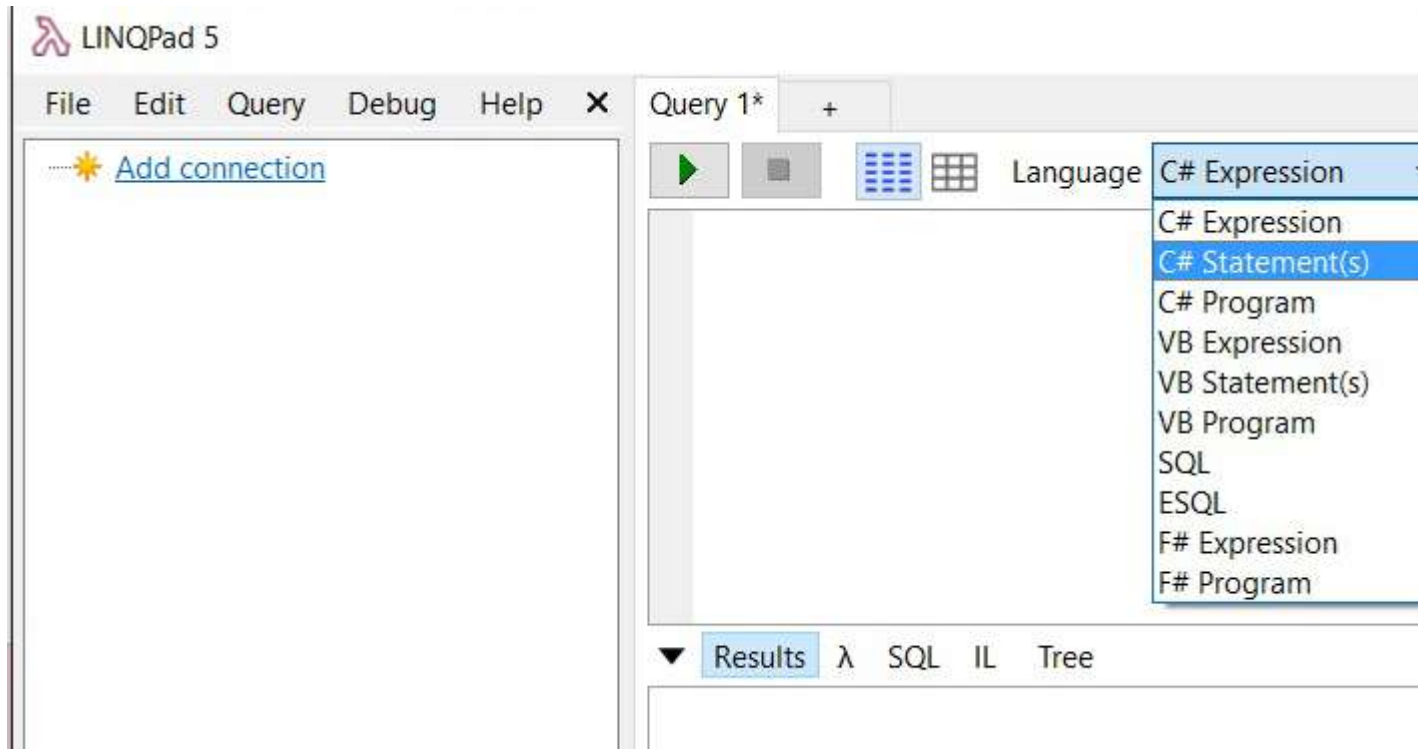 LINQPad 5
File Edit Query Debug Help X
Query 1* +
Add connection
Language C# Expression
C# Expression
C# Statement(s)
C# Program
VB Expression
VB Statement(s)
VB Program
SQL
ESQL
F# Expression
F# Program
Results λ SQL IL Tree